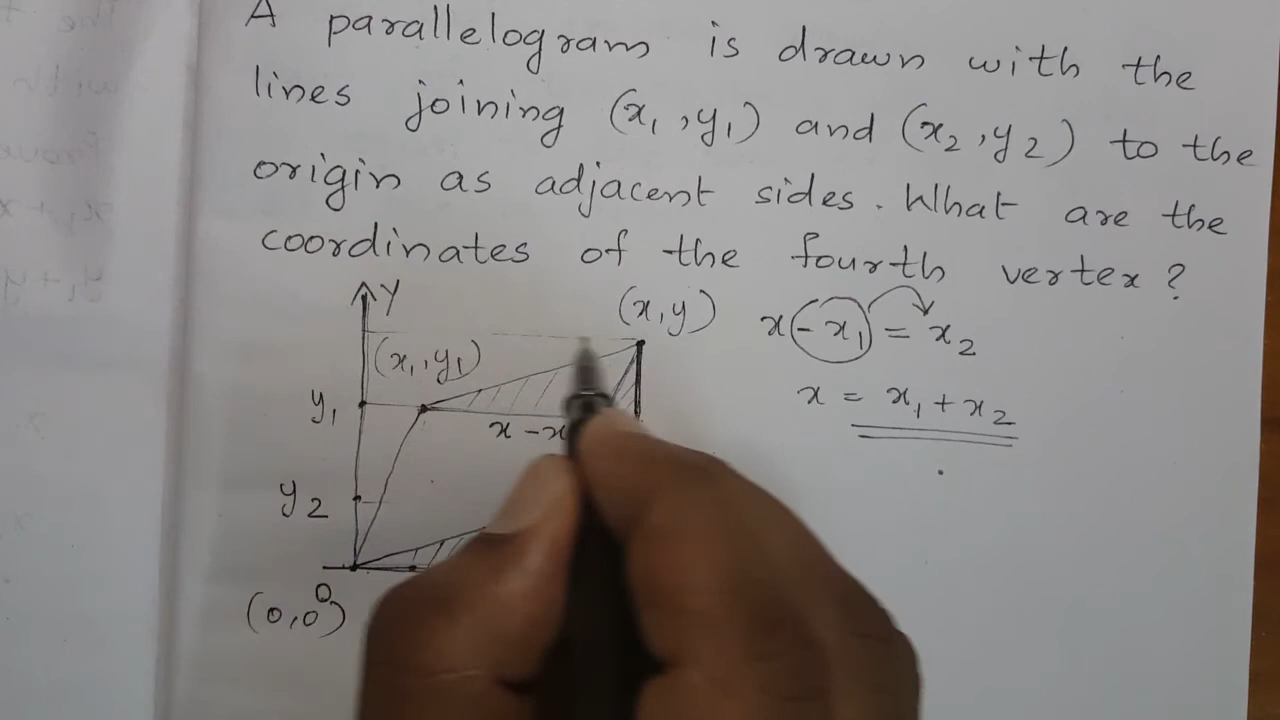 A parallelogram is drawn with the
lines joining (x₁,y₁) and (x₂,y₂) to the
origin as adjacent sides. What are the
coordinates of the fourth vertex?
Y
(x,y)
x - x₁ = x₂
(x₁,y₁)
y₁
x = x₁ + x₂
x - x
y₂
0
(0,0)